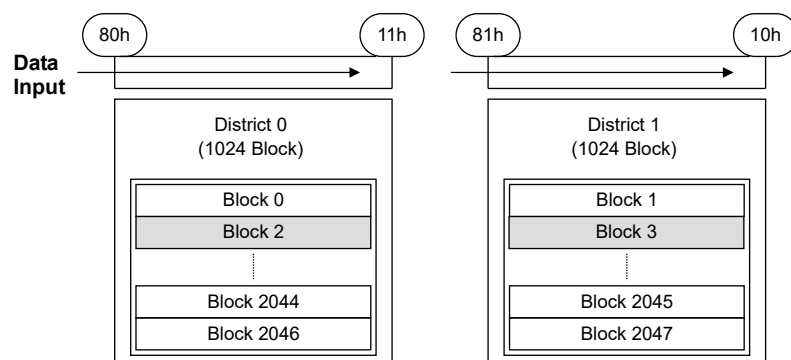 80h
11h
81h
10h
Data
Input
District 0
(1024 Block)
Block 0
Block 2
Block 2044
Block 2046
District 1
(1024 Block)
Block 1
Block 3
Block 2045
Block 2047